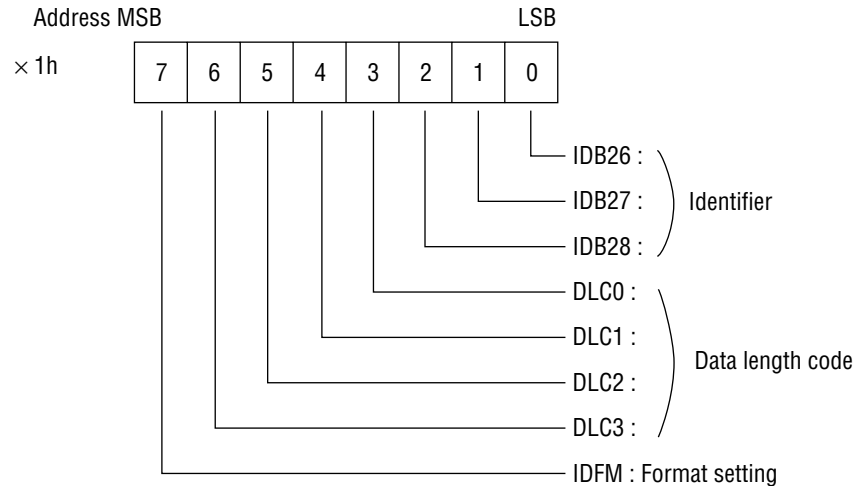 Address MSB LSB
× 1h 7 6 5 4 3 2 1 0
IDB26 :
IDB27 : Identifier
IDB28 :
DLC0 :
DLC1 :
Data length code
DLC2 :
DLC3 :
IDFM : Format setting